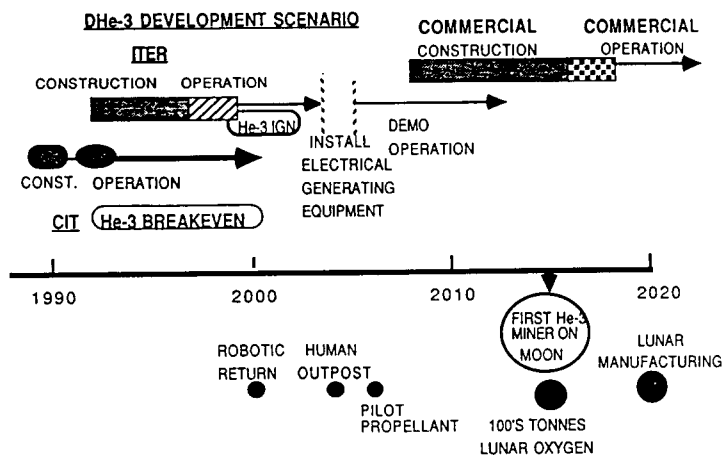 DHe-3 DEVELOPMENT SCENARIO
ITER
CONSTRUCTION OPERATION
He-3 IGN
COMMERCIAL COMMERCIAL
CONSTRUCTION OPERATION
INSTALL
ELECTRICAL
GENERATING
EQUIPMENT
DEMO
OPERATION
CONST. OPERATION
CIT He-3 BREAKEVEN
1990 2000 2010 2020
FIRST He-3
MINER ON
MOON
ROBOTIC
RETURN
HUMAN
OUTPOST
PILOT
PROPELLANT
LUNAR
MANUFACTURING
100'S TONNES
LUNAR OXYGEN